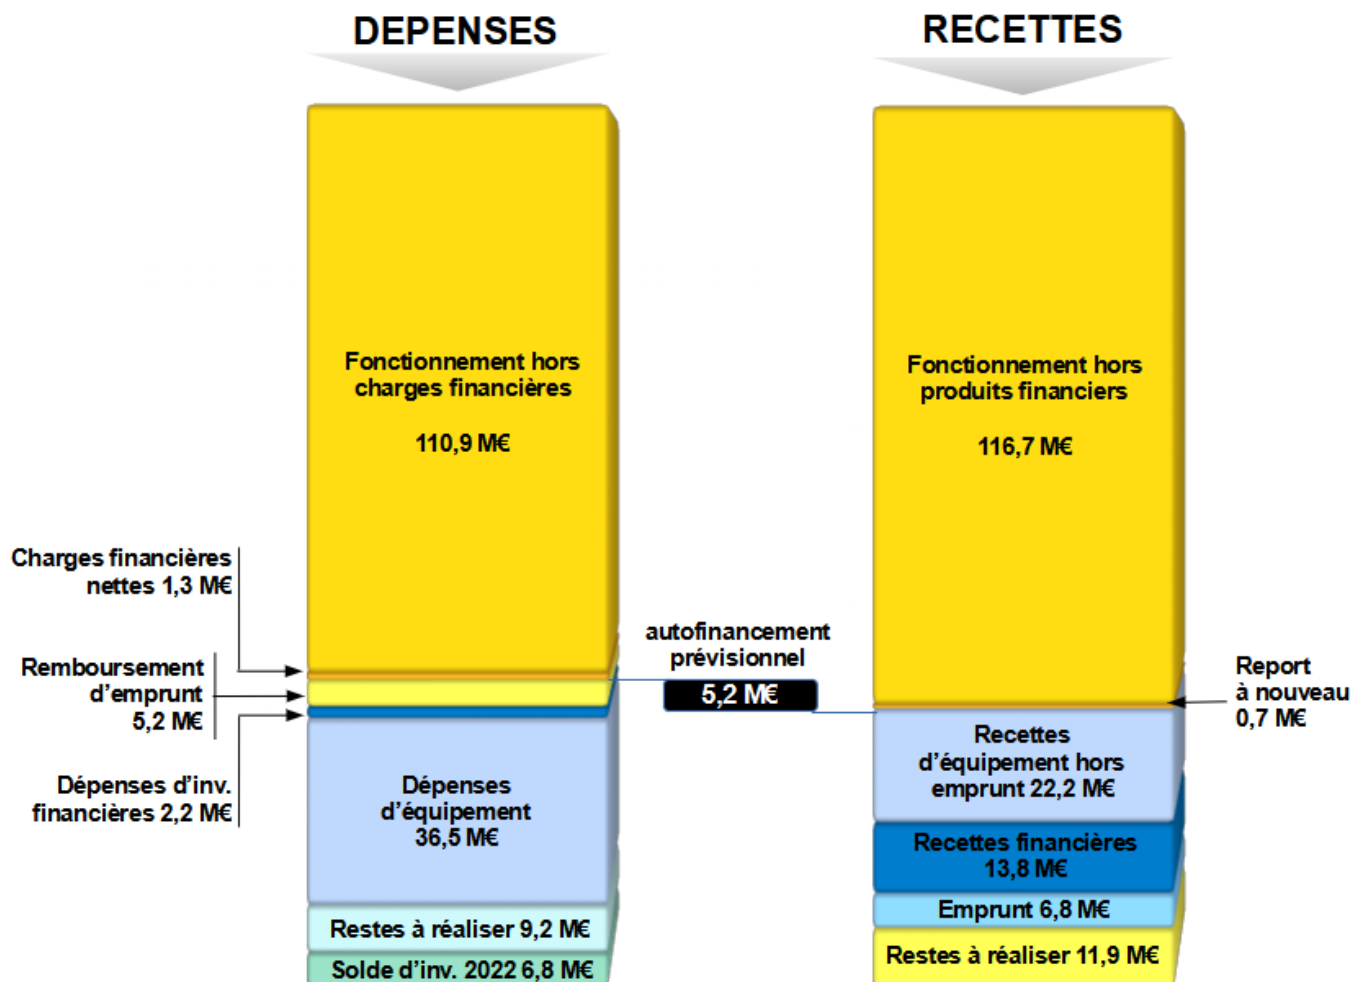 DEPENSES
RECETTES
Fonctionnement hors
charges financières
110,9 M€
Fonctionnement hors
produits financiers
116,7 M€
Charges financières
nettes 1,3 M€
Remboursement
d’emprunt
5,2 M€
Dépenses d’inv.
financières 2,2 M€
autofinancement
prévisionnel
5,2 M€
Report
à nouveau
0,7 M€
Dépenses
d’équipement
36,5 M€
Recettes
d’équipement hors
emprunt 22,2 M€
Recettes financières
13,8 M€
Emprunt 6,8 M€
Restes à réaliser 9,2 M€
Restes à réaliser 11,9 M€
Solde d’inv. 2022 6,8 M€